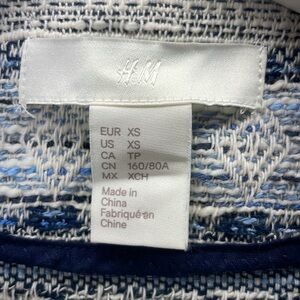 H&M
EUR XS
US XS
CA TP
CN 160/80A
MX XCH
Made in
China
Fabriqué en
Chine